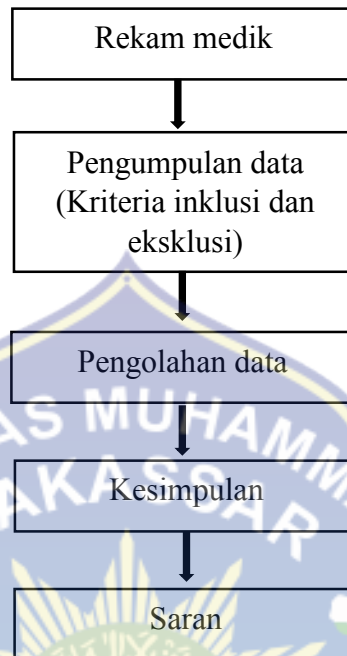 Rekam medik
Pengumpulan data
(Kriteria inklusi dan
eksklusi)
Pengolahan data
AS MUHAMM
AKASSAR
Kesimpulan
Saran